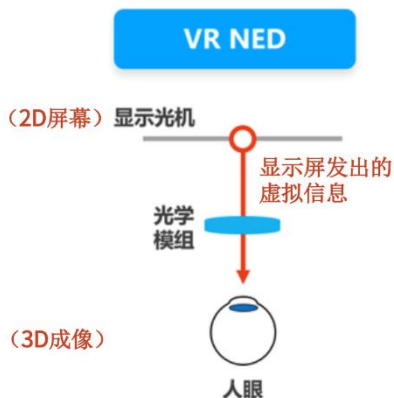 VR NED
（2D屏幕）显示光机
显示屏发出的
虚拟信息
光学
模组
（3D成像）
人眼